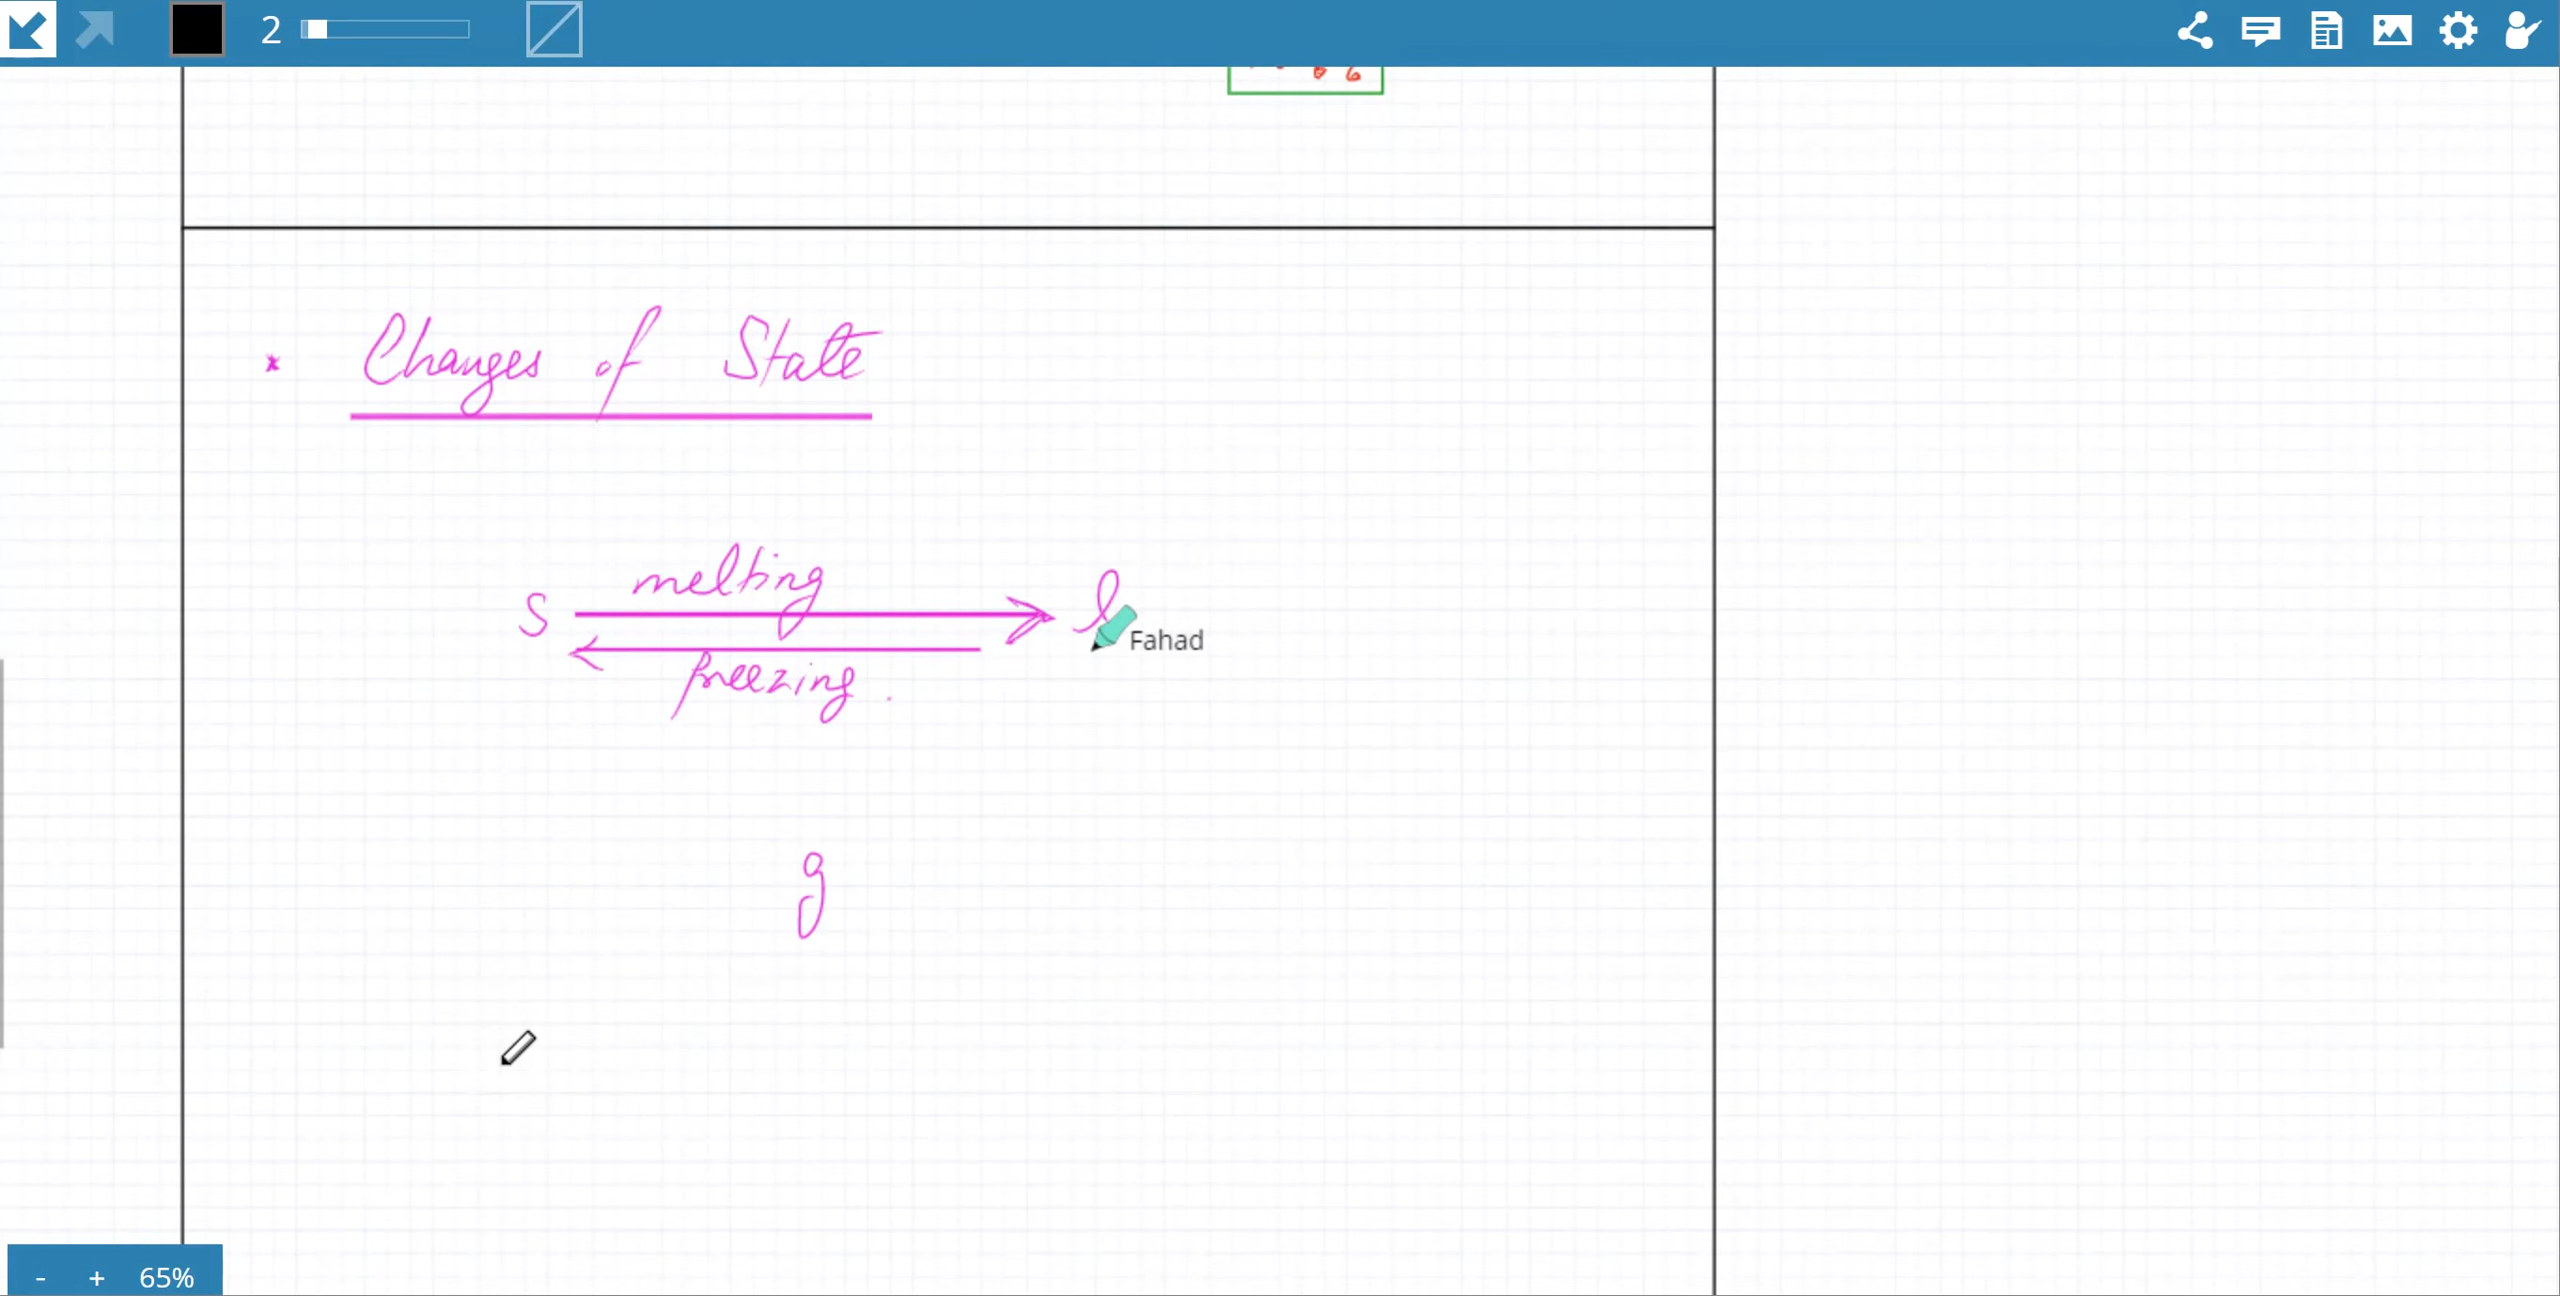 2
* Changes of State
melting
s l
Fahad
freezing.
g
- + 65%